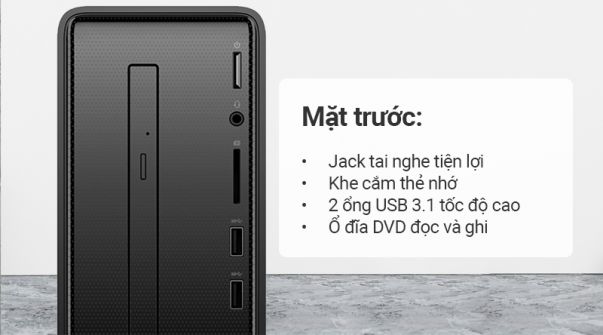 Mặt trước:
• Jack tai nghe tiện lợi
• Khe cắm thẻ nhớ
• 2 ổng USB 3.1 tốc độ cao
• Ổ đĩa DVD đọc và ghi